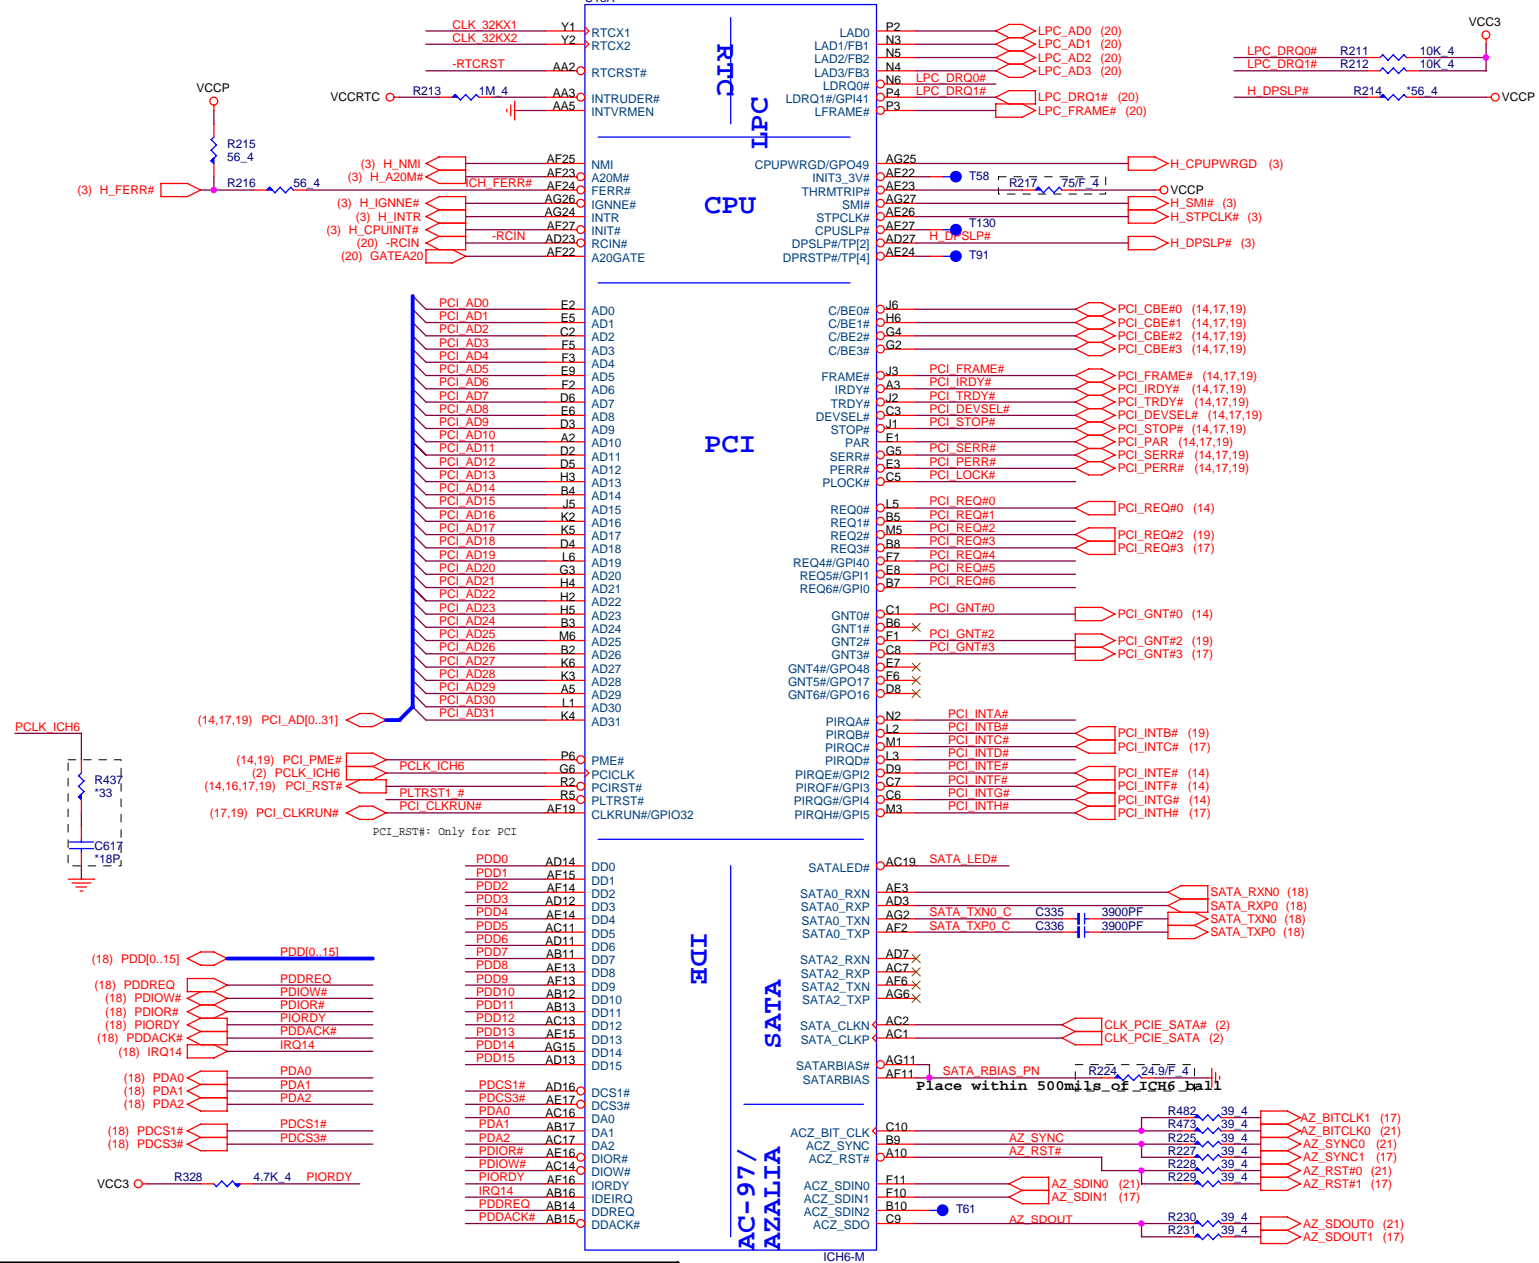 CLK_32KX1 Y1 RTCX1 LAD0 P2 LPC_AD0 (20) VCC3
CLK_32KX2 Y2 RTCX2 LAD1/FB1 N3 LPC_AD1 (20)
LAD2/FB2 N5 LPC_AD2 (20) LPC_DRQ0# R211 10K_4
-RTCRST AA2 RTCRST# LAD3/FB3 N4 LPC_AD3 (20) LPC_DRQ1# R212 10K_4
LDRQ0# N6 LPC_DRQ0#
VCCP VCCRTC R213 1M_4 AA3 INTRUDER# LDRQ1#/GPI41 P4 LPC_DRQ1# LPC_DRQ1# (20) H_DPSLP# R214 *56_4 VCCP
AA5 INTVRMEN LFRAME# P3 LPC_FRAME# (20)
RTC
LPC
R215
56_4
(3) H_NMI AF25 NMI CPUPWRGD/GPO49 AG25 H_CPUPWRGD (3)
(3) H_A20M# AF23 A20M# INIT3_3V# AE22 T58
(3) H_FERR# R216 56_4 ICH_FERR# AF24 FERR# THRMTRIP# AE23 R217 75/F_4 VCCP
(3) H_IGNNE# AG26 IGNNE# SMI# AG27 H_SMI# (3)
(3) H_INTR AG24 INTR STPCLK# AE26 H_STPCLK# (3)
(3) H_CPUINIT# AF27 INIT# CPUSLP# AE27 T130
(20) -RCIN -RCIN AD23 RCIN# DPSLP#/TP[2] AD27 H_DPSLP# H_DPSLP# (3)
(20) GATEA20 AF22 A20GATE DPRSTP#/TP[4] AE24 T91
CPU
PCI_AD0 E2 AD0 C/BE0# J6 PCI_CBE#0 (14,17,19)
PCI_AD1 E5 AD1 C/BE1# H6 PCI_CBE#1 (14,17,19)
PCI_AD2 C2 AD2 C/BE2# G4 PCI_CBE#2 (14,17,19)
PCI_AD3 F5 AD3 C/BE3# G2 PCI_CBE#3 (14,17,19)
PCI_AD4 F3 AD4
PCI_AD5 E9 AD5 FRAME# J3 PCI_FRAME# PCI_FRAME# (14,17,19)
PCI_AD6 F2 AD6 IRDY# A3 PCI_IRDY# PCI_IRDY# (14,17,19)
PCI_AD7 D6 AD7 TRDY# J2 PCI_TRDY# PCI_TRDY# (14,17,19)
PCI_AD8 E6 AD8 DEVSEL# C3 PCI_DEVSEL# PCI_DEVSEL# (14,17,19)
PCI_AD9 D3 AD9 STOP# J1 PCI_STOP# PCI_STOP# (14,17,19)
PCI_AD10 A2 AD10 PAR E1 PCI_PAR (14,17,19)
PCI_AD11 D2 AD11 SERR# G5 PCI_SERR# PCI_SERR# (14,17,19)
PCI_AD12 D5 AD12 PERR# E3 PCI_PERR# PCI_PERR# (14,17,19)
PCI_AD13 H3 AD13 PLOCK# C5 PCI_LOCK#
PCI
PCI_AD14 B4 AD14
PCI_AD15 J5 AD15 REQ0# L5 PCI_REQ#0 PCI_REQ#0 (14)
PCI_AD16 K2 AD16 REQ1# B5 PCI_REQ#1
PCI_AD17 K5 AD17 REQ2# M5 PCI_REQ#2 PCI_REQ#2 (19)
PCI_AD18 D4 AD18 REQ3# B8 PCI_REQ#3 PCI_REQ#3 (17)
PCI_AD19 L6 AD19 REQ4#/GPI40 F7 PCI_REQ#4
PCI_AD20 G3 AD20 REQ5#/GPI1 E8 PCI_REQ#5
PCI_AD21 H4 AD21 REQ6#/GPI0 B7 PCI_REQ#6
PCI_AD22 H2 AD22
PCI_AD23 H5 AD23 GNT0# C1 PCI_GNT#0 PCI_GNT#0 (14)
PCI_AD24 B3 AD24 GNT1# B6
PCI_AD25 M6 AD25 GNT2# F1 PCI_GNT#2 PCI_GNT#2 (19)
PCI_AD26 B2 AD26 GNT3# C8 PCI_GNT#3 PCI_GNT#3 (17)
PCI_AD27 K6 AD27 GNT4#/GPO48 E7
PCI_AD28 K3 AD28 GNT5#/GPO17 F6
PCI_AD29 A5 AD29 GNT6#/GPO16 D8
PCI_AD30 L1 AD30
(14,17,19) PCI_AD[0..31] PCI_AD31 K4 AD31 PIRQA# N2 PCI_INTA#
PCLK_ICH6 PIRQB# L2 PCI_INTB# PCI_INTB# (19)
PIRQC# M1 PCI_INTC# PCI_INTC# (17)
(14,19) PCI_PME# P6 PME# PIRQD# L3 PCI_INTD#
(2) PCLK_ICH6 PCLK_ICH6 G6 PCICLK PIRQE#/GPI2 D9 PCI_INTE# PCI_INTE# (14)
R437 (14,16,17,19) PCI_RST# R2 PCIRST# PIRQF#/GPI3 C7 PCI_INTF# PCI_INTF# (14)
*33 PLTRST1_# R5 PLTRST# PIRQG#/GPI4 C6 PCI_INTG# PCI_INTG# (14)
(17,19) PCI_CLKRUN# PCI_CLKRUN# AF19 CLKRUN#/GPIO32 PIRQH#/GPI5 M3 PCI_INTH# PCI_INTH# (17)
PCI_RST#: Only for PCI
C617
*18P
PDD0 AD14 DD0 SATALED# AC19 SATA_LED#
PDD1 AF15 DD1
PDD2 AF14 DD2 SATA0_RXN AE3 SATA_RXN0 (18)
PDD3 AD12 DD3 SATA0_RXP AD3 SATA_RXP0 (18)
PDD4 AE14 DD4 SATA0_TXN AG2 SATA_TXN0_C C335 3900PF SATA_TXN0 (18)
PDD5 AC11 DD5 SATA0_TXP AF2 SATA_TXP0_C C336 3900PF SATA_TXP0 (18)
PDD6 AD11 DD6
(18) PDD[0..15] PDD[0..15] PDD7 AB11 DD7 SATA2_RXN AD7
PDD8 AE13 DD8 SATA2_RXP AC7
(18) PDDREQ PDDREQ PDD9 AF13 DD9 SATA2_TXN AF6
(18) PDIOW# PDIOW# PDD10 AB12 DD10 SATA2_TXP AG6
(18) PDIOR# PDIOR# PDD11 AB13 DD11
(18) PIORDY PIORDY PDD12 AC13 DD12 SATA_CLKN AC2 CLK_PCIE_SATA# (2)
(18) PDDACK# PDDACK# PDD13 AE15 DD13 SATA_CLKP AC1 CLK_PCIE_SATA (2)
(18) IRQ14 IRQ14 PDD14 AG15 DD14
PDD15 AD13 DD15 SATARBIAS# AG11
(18) PDA0 PDA0 SATARBIAS AF11 SATA_RBIAS_PN R224 24.9/F_4
IDE
SATA
(18) PDA1 PDA1 PDCS1# AD16 DCS1# Place within 500mils of ICH6 ball
(18) PDA2 PDA2 PDCS3# AE17 DCS3#
PDA0 AC16 DA0 R482 39_4 AZ_BITCLK1 (17)
(18) PDCS1# PDCS1# PDA1 AB17 DA1 ACZ_BIT_CLK C10 R473 39_4 AZ_BITCLK0 (21)
(18) PDCS3# PDCS3# PDA2 AC17 DA2 ACZ_SYNC B9 AZ_SYNC R225 39_4 AZ_SYNC0 (21)
PDIOR# AE16 DIOR# ACZ_RST# A10 AZ_RST# R227 39_4 AZ_SYNC1 (17)
PDIOW# AC14 DIOW# R228 39_4 AZ_RST#0 (21)
VCC3 R328 4.7K_4 PIORDY PIORDY AF16 IORDY ACZ_SDIN0 F11 AZ_SDIN0 (21) R229 39_4 AZ_RST#1 (17)
IRQ14 AB16 IDEIRQ ACZ_SDIN1 F10 AZ_SDIN1 (17)
PDDREQ AB14 DDREQ ACZ_SDIN2 B10 T61
PDDACK# AB15 DDACK# ACZ_SDO C9 AZ_SDOUT R230 39_4 AZ_SDOUT0 (21)
R231 39_4 AZ_SDOUT1 (17)
AC-97/
AZALIA
ICH6-M